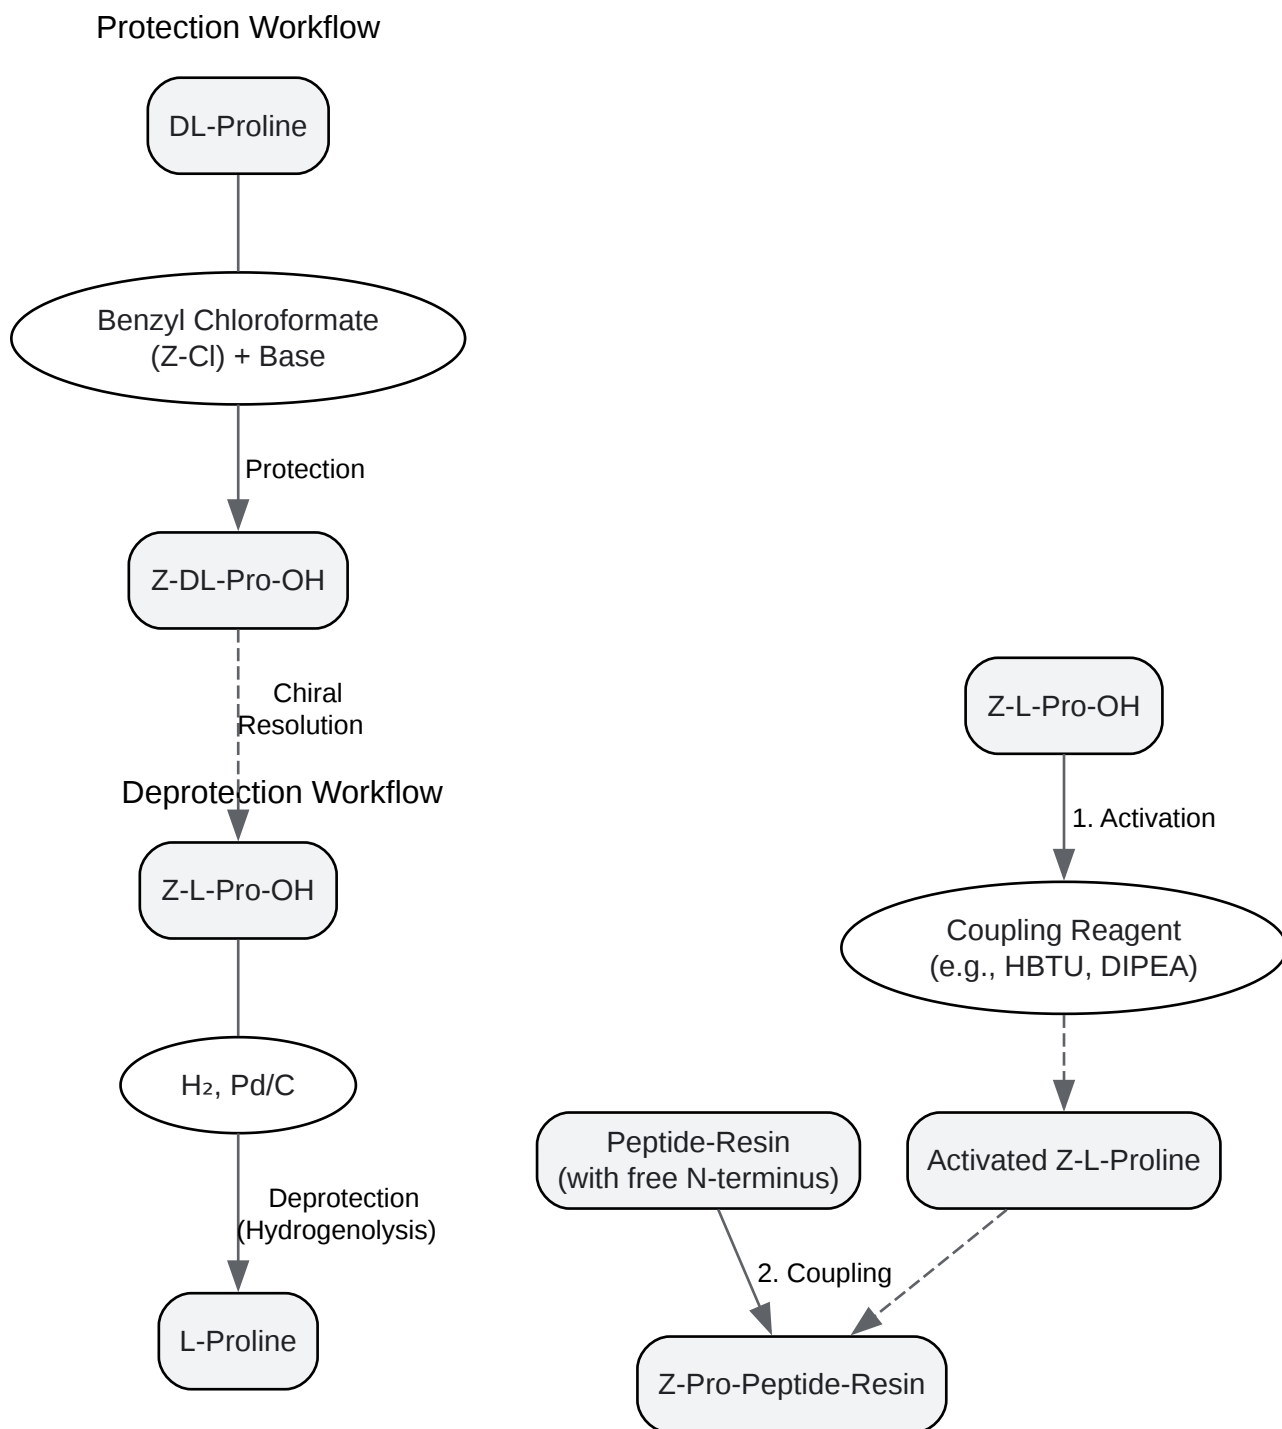 Protection Workflow
DL-Proline
Benzyl Chloroformate
(Z-Cl) + Base
Protection
Z-DL-Pro-OH
Chiral
Resolution
Deprotection Workflow
Z-L-Pro-OH
H₂, Pd/C
Deprotection
(Hydrogenolysis)
L-Proline
Z-L-Pro-OH
1. Activation
Coupling Reagent
(e.g., HBTU, DIPEA)
Peptide-Resin
(with free N-terminus)
Activated Z-L-Proline
2. Coupling
Z-Pro-Peptide-Resin